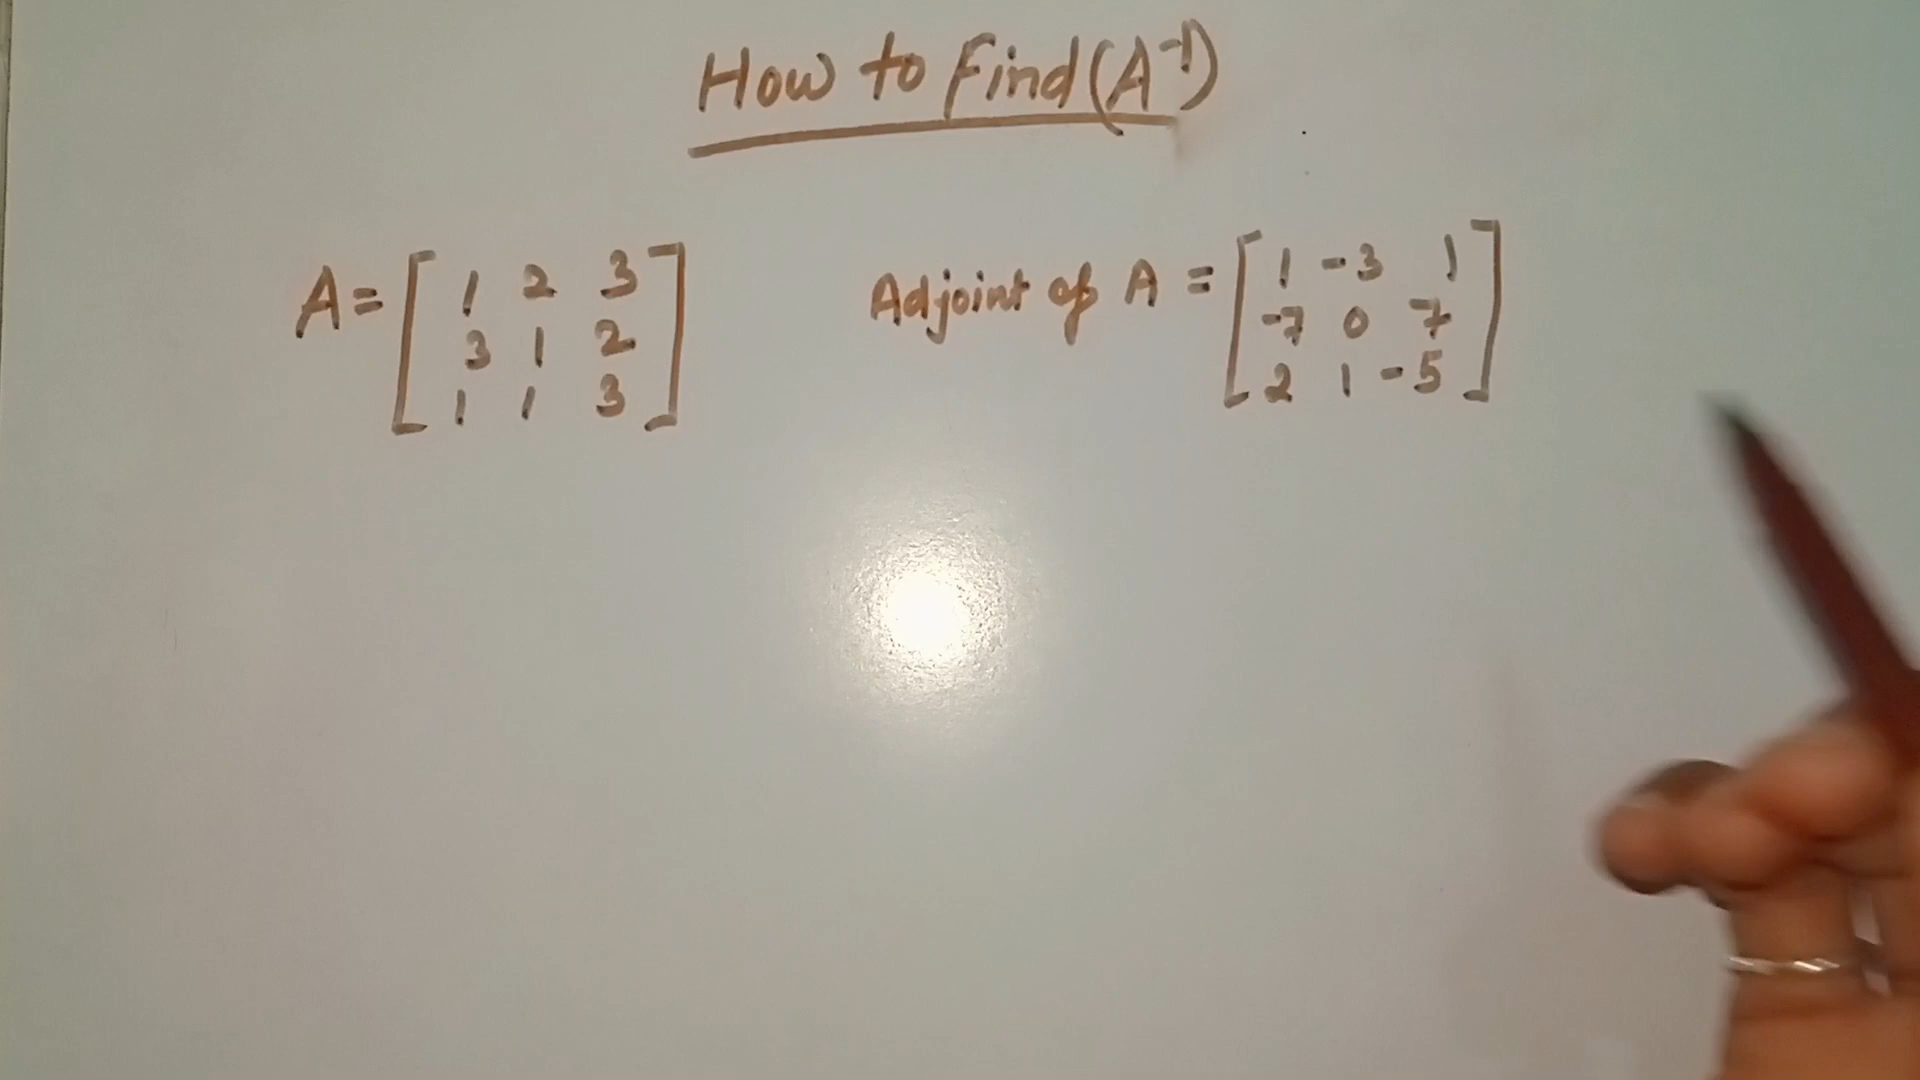 How to Find (A⁻¹)
A = [ 1 2 3
3 1 2
1 1 3 ]
Adjoint of A = [ 1 -3 1
-7 0 7
2 1 -5 ]